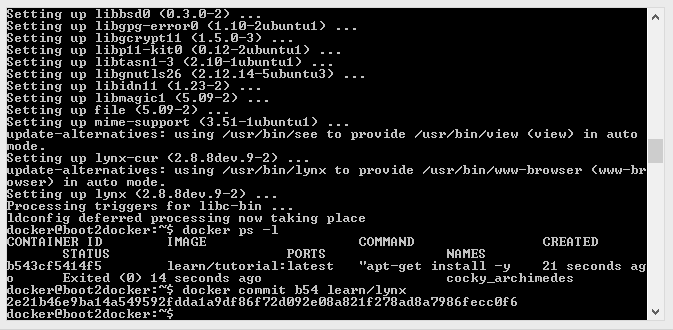 Setting up libbsd0 (0.3.0-2) ...
Setting up libgpg-error0 (1.10-2ubuntu1) ...
Setting up libgcrypt11 (1.5.0-3) ...
Setting up libp11-kit0 (0.12-2ubuntu1) ...
Setting up libtasn1-3 (2.10-1ubuntu1) ...
Setting up libgnutls26 (2.12.14-5ubuntu3) ...
Setting up libidn11 (1.23-2) ...
Setting up libmagic1 (5.09-2) ...
Setting up file (5.09-2) ...
Setting up mime-support (3.51-1ubuntu1) ...
update-alternatives: using /usr/bin/see to provide /usr/bin/view (view) in auto
mode.
Setting up lynx-cur (2.8.8dev.9-2) ...
update-alternatives: using /usr/bin/lynx to provide /usr/bin/www-browser (www-br
owser) in auto mode.
Setting up lynx (2.8.8dev.9-2) ...
Processing triggers for libc-bin ...
ldconfig deferred processing now taking place
docker@boot2docker:~$ docker ps -l
CONTAINER ID IMAGE COMMAND CREATED
STATUS PORTS NAMES
b543cf5414f5 learn/tutorial:latest "apt-get install -y 21 seconds ag
o Exited (0) 14 seconds ago cocky_archimedes
docker@boot2docker:~$ docker commit b54 learn/lynx
2e21b46e9ba14a549592fdda1a9df86f72d092e08a821f278ad8a7986fecc0f6
docker@boot2docker:~$